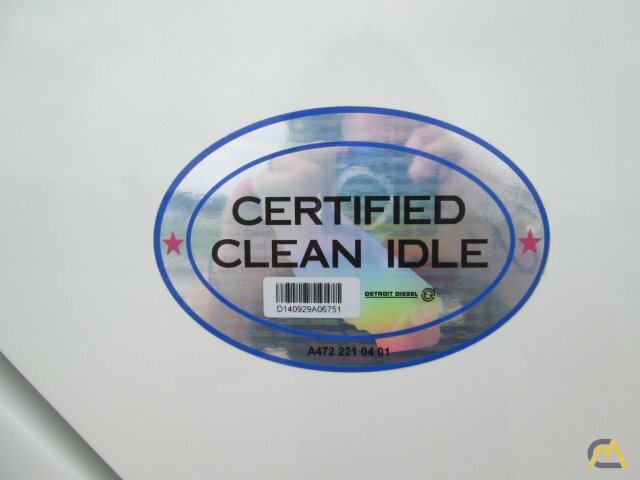 CERTIFIED
CLEAN IDLE
D140929A06751
DETROIT DIESEL
A472 221 04 01